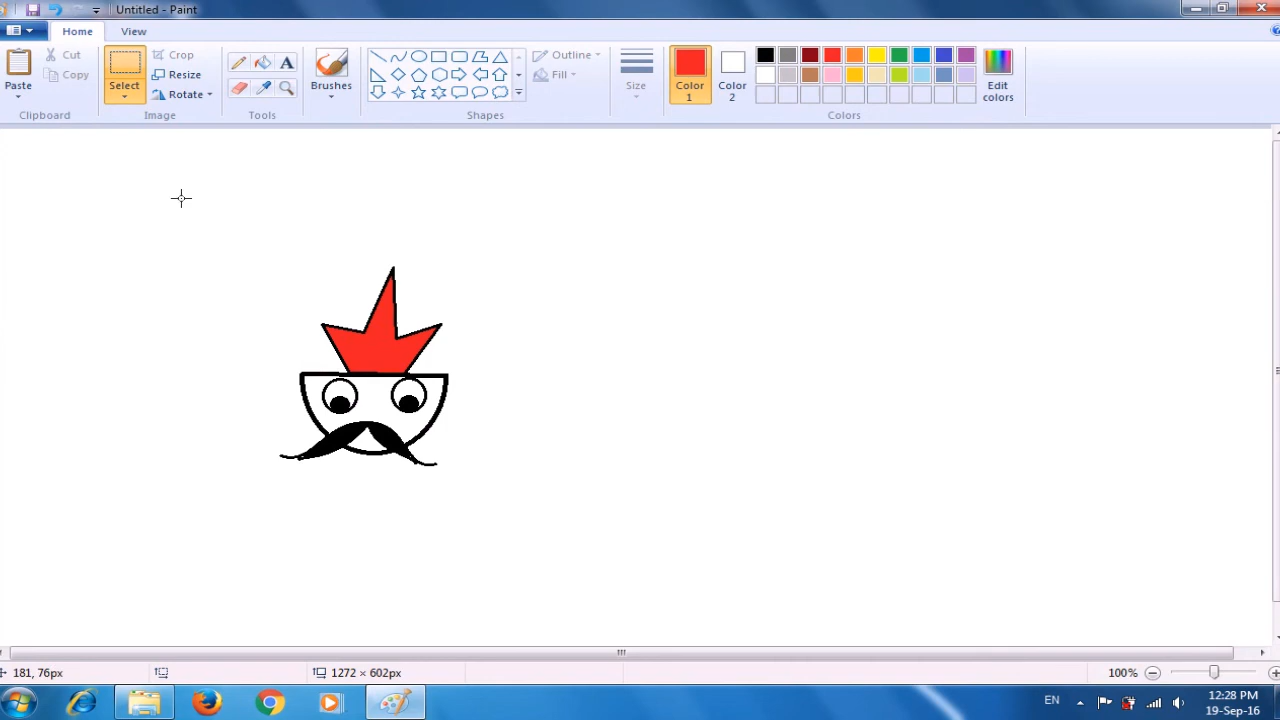 Untitled - Paint
Home
View
Paste
Cut
Copy
Clipboard
Select
Crop
Resize
Rotate
Image
Tools
Brushes
Shapes
Outline
Fill
Size
Color
1
Color
2
Edit
colors
Colors
181, 76px
1272 × 602px
100%
EN
12:28 PM
19-Sep-16